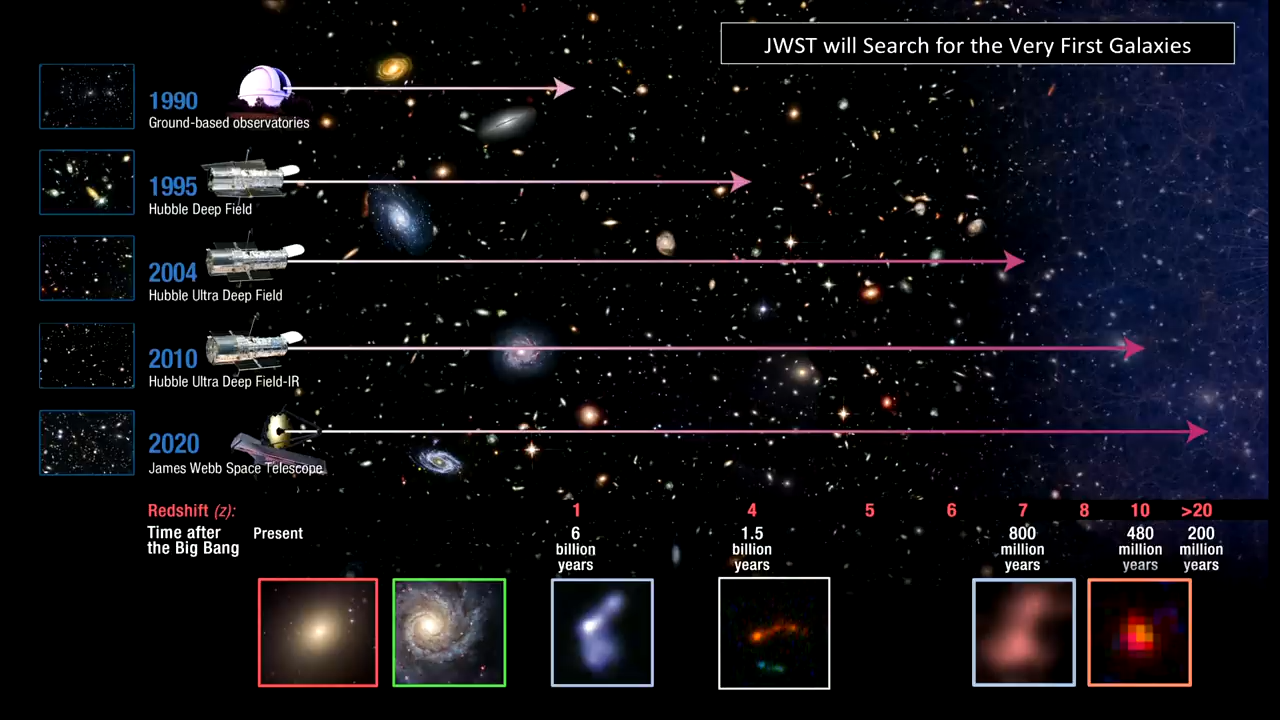 JWST will Search for the Very First Galaxies
1990
Ground-based observatories
1995
Hubble Deep Field
2004
Hubble Ultra Deep Field
2010
Hubble Ultra Deep Field-IR
2020
James Webb Space Telescope
Redshift (z): 1 4 5 6 7 8 10 >20
Time after
the Big Bang
Present
6
billion
years
1.5
billion
years
800
million
years
480
million
years
200
million
years